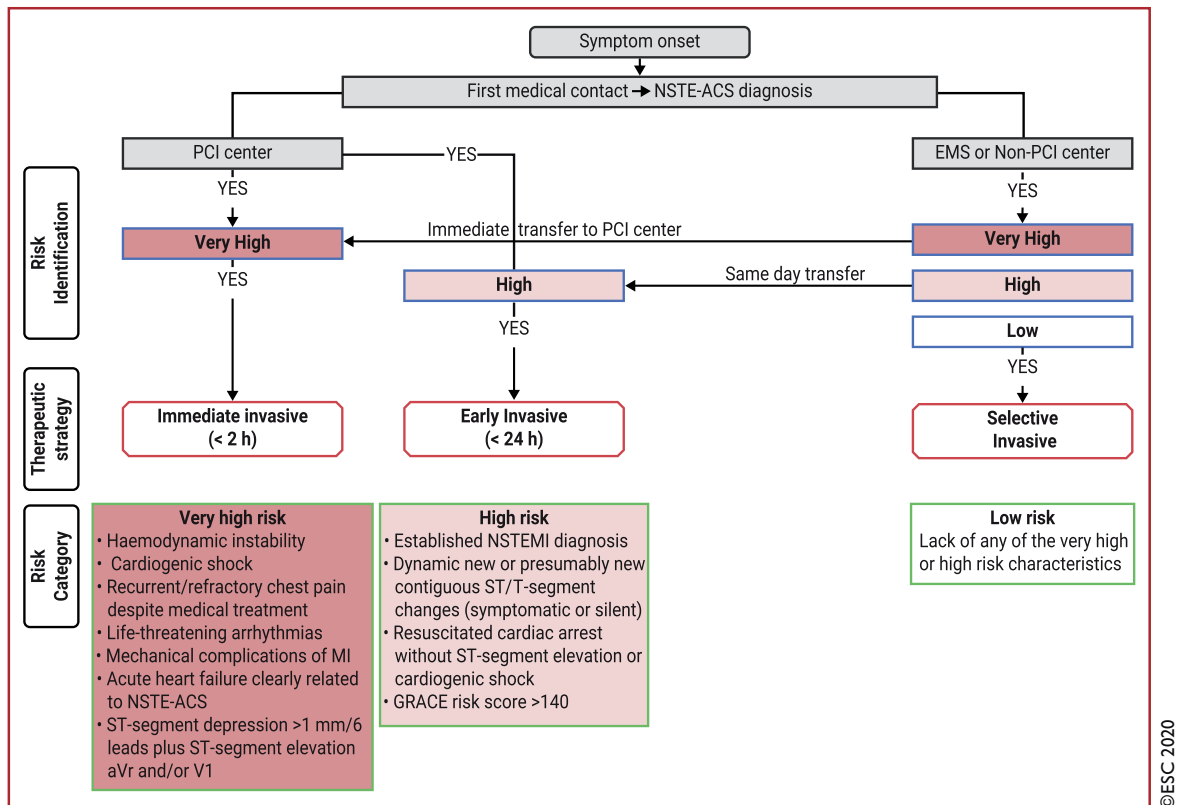 Symptom onset
First medical contact → NSTE-ACS diagnosis
PCI center
YES
EMS or Non-PCI center
YES
YES
Risk
Identification
Very High
Immediate transfer to PCI center
Very High
YES
High
Same day transfer
High
YES
Low
YES
Therapeutic
strategy
Immediate invasive
(< 2 h)
Early Invasive
(< 24 h)
Selective
Invasive
Risk
Category
Very high risk
• Haemodynamic instability
• Cardiogenic shock
• Recurrent/refractory chest pain
despite medical treatment
• Life-threatening arrhythmias
• Mechanical complications of MI
• Acute heart failure clearly related
to NSTE-ACS
• ST-segment depression >1 mm/6
leads plus ST-segment elevation
aVr and/or V1
High risk
• Established NSTEMI diagnosis
• Dynamic new or presumably new
contiguous ST/T-segment
changes (symptomatic or silent)
• Resuscitated cardiac arrest
without ST-segment elevation or
cardiogenic shock
• GRACE risk score >140
Low risk
Lack of any of the very high
or high risk characteristics
©ESC 2020